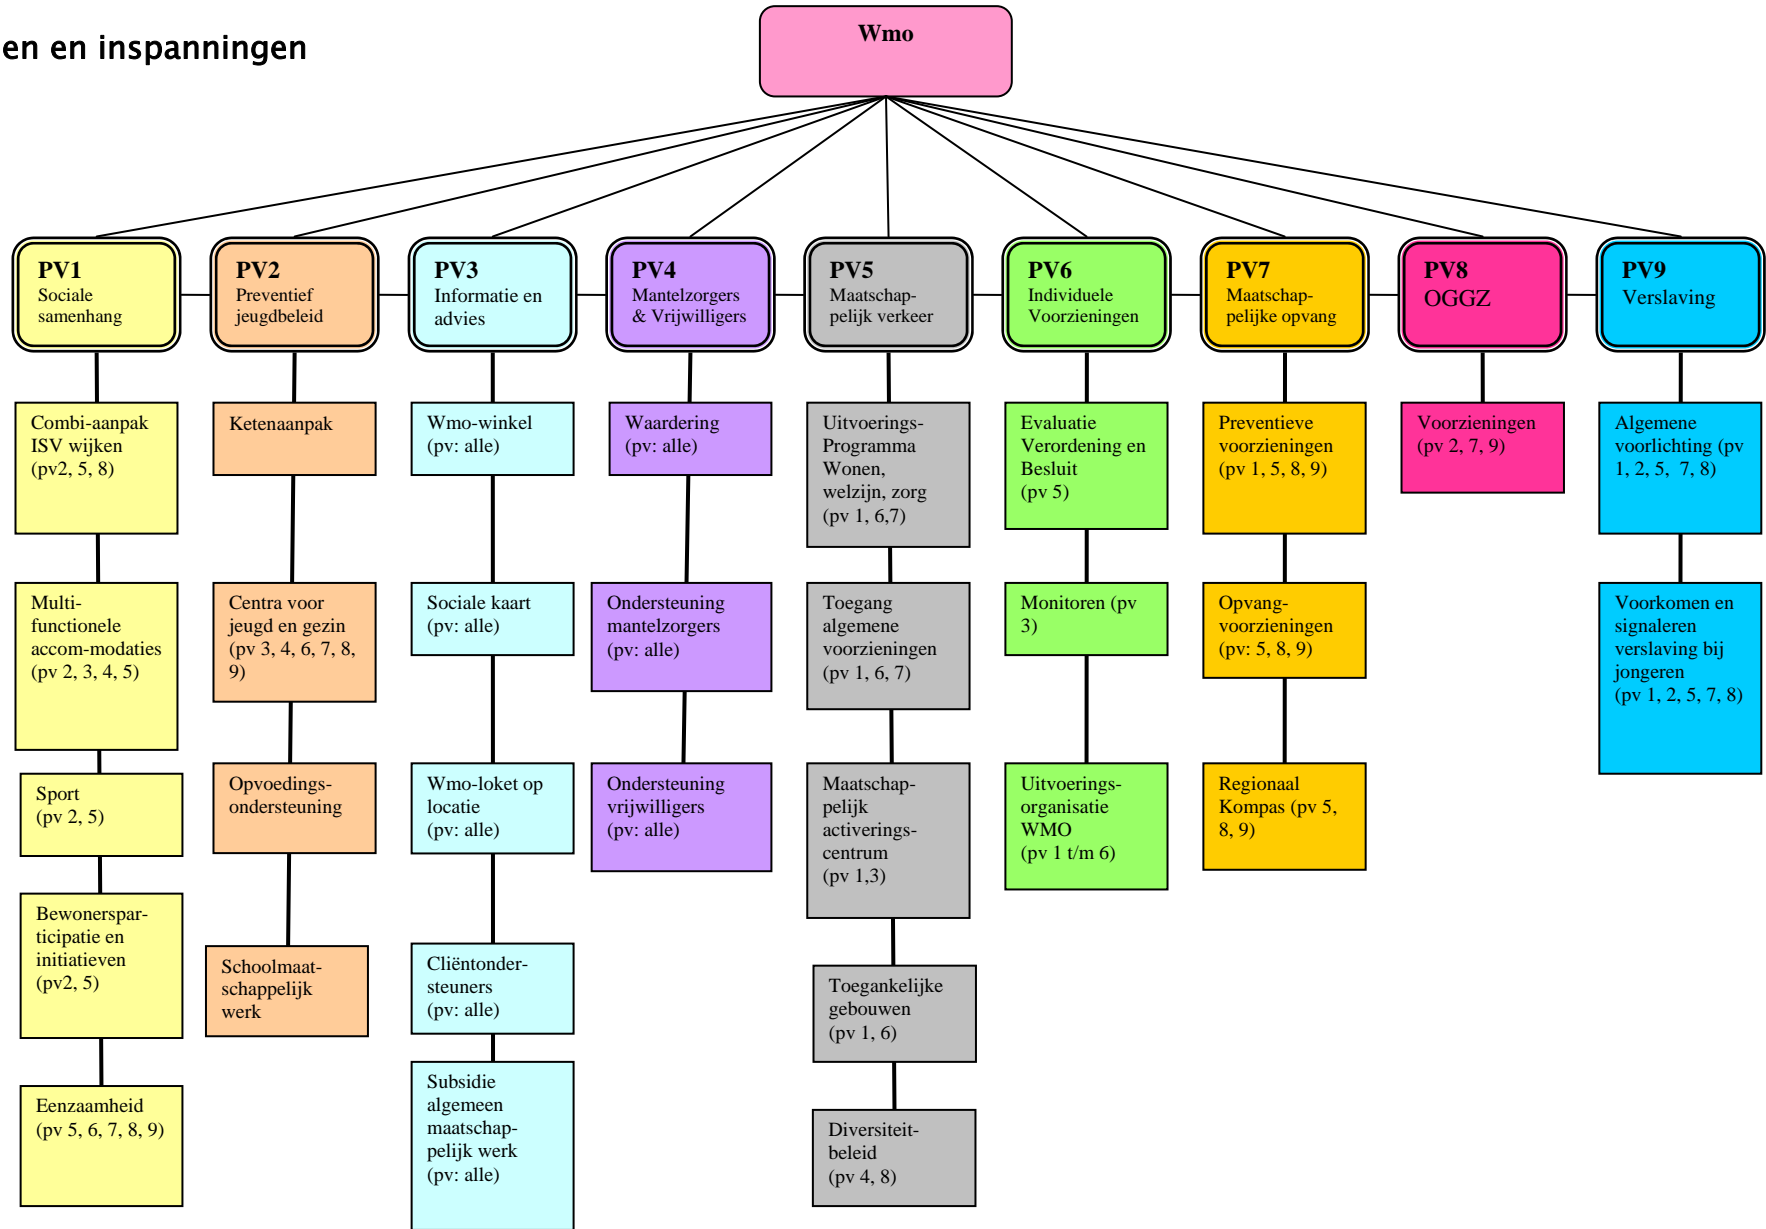 en en inspanningen
Wmo
PV1
Sociale
samenhang
PV2
Preventief
jeugdbeleid
PV3
Informatie en
advies
PV4
Mantelzorgers
& Vrijwilligers
PV5
Maatschap-
pelijk verkeer
PV6
Individuele
Voorzieningen
PV7
Maatschap-
pelijke opvang
PV8
OGGZ
PV9
Verslaving
Combi-aanpak
ISV wijken
(pv2, 5, 8)
Multi-
functionele
accom-modaties
(pv 2, 3, 4, 5)
Sport
(pv 2, 5)
Bewonerspar-
ticipatie en
initiatieven
(pv2, 5)
Eenzaamheid
(pv 5, 6, 7, 8, 9)
Ketenaanpak
Centra voor
jeugd en gezin
(pv 3, 4, 6, 7, 8,
9)
Opvoedings-
ondersteuning
Schoolmaat-
schappelijk
werk
Wmo-winkel
(pv: alle)
Sociale kaart
(pv: alle)
Wmo-loket op
locatie
(pv: alle)
Cliëntonder-
steuners
(pv: alle)
Subsidie
algemeen
maatschap-
pelijk werk
(pv: alle)
Waardering
(pv: alle)
Ondersteuning
mantelzorgers
(pv: alle)
Ondersteuning
vrijwilligers
(pv: alle)
Uitvoerings-
Programma
Wonen,
welzijn, zorg
(pv 1, 6,7)
Toegang
algemene
voorzieningen
(pv 1, 6, 7)
Maatschap-
pelijk
activerings-
centrum
(pv 1,3)
Toegankelijke
gebouwen
(pv 1, 6)
Diversiteit-
beleid
(pv 4, 8)
Evaluatie
Verordening en
Besluit
(pv 5)
Monitoren (pv
3)
Uitvoerings-
organisatie
WMO
(pv 1 t/m 6)
Preventieve
voorzieningen
(pv 1, 5, 8, 9)
Opvang-
voorzieningen
(pv: 5, 8, 9)
Regionaal
Kompas (pv 5,
8, 9)
Voorzieningen
(pv 2, 7, 9)
Algemene
voorlichting (pv
1, 2, 5, 7, 8)
Voorkomen en
signaleren
verslaving bij
jongeren
(pv 1, 2, 5, 7, 8)